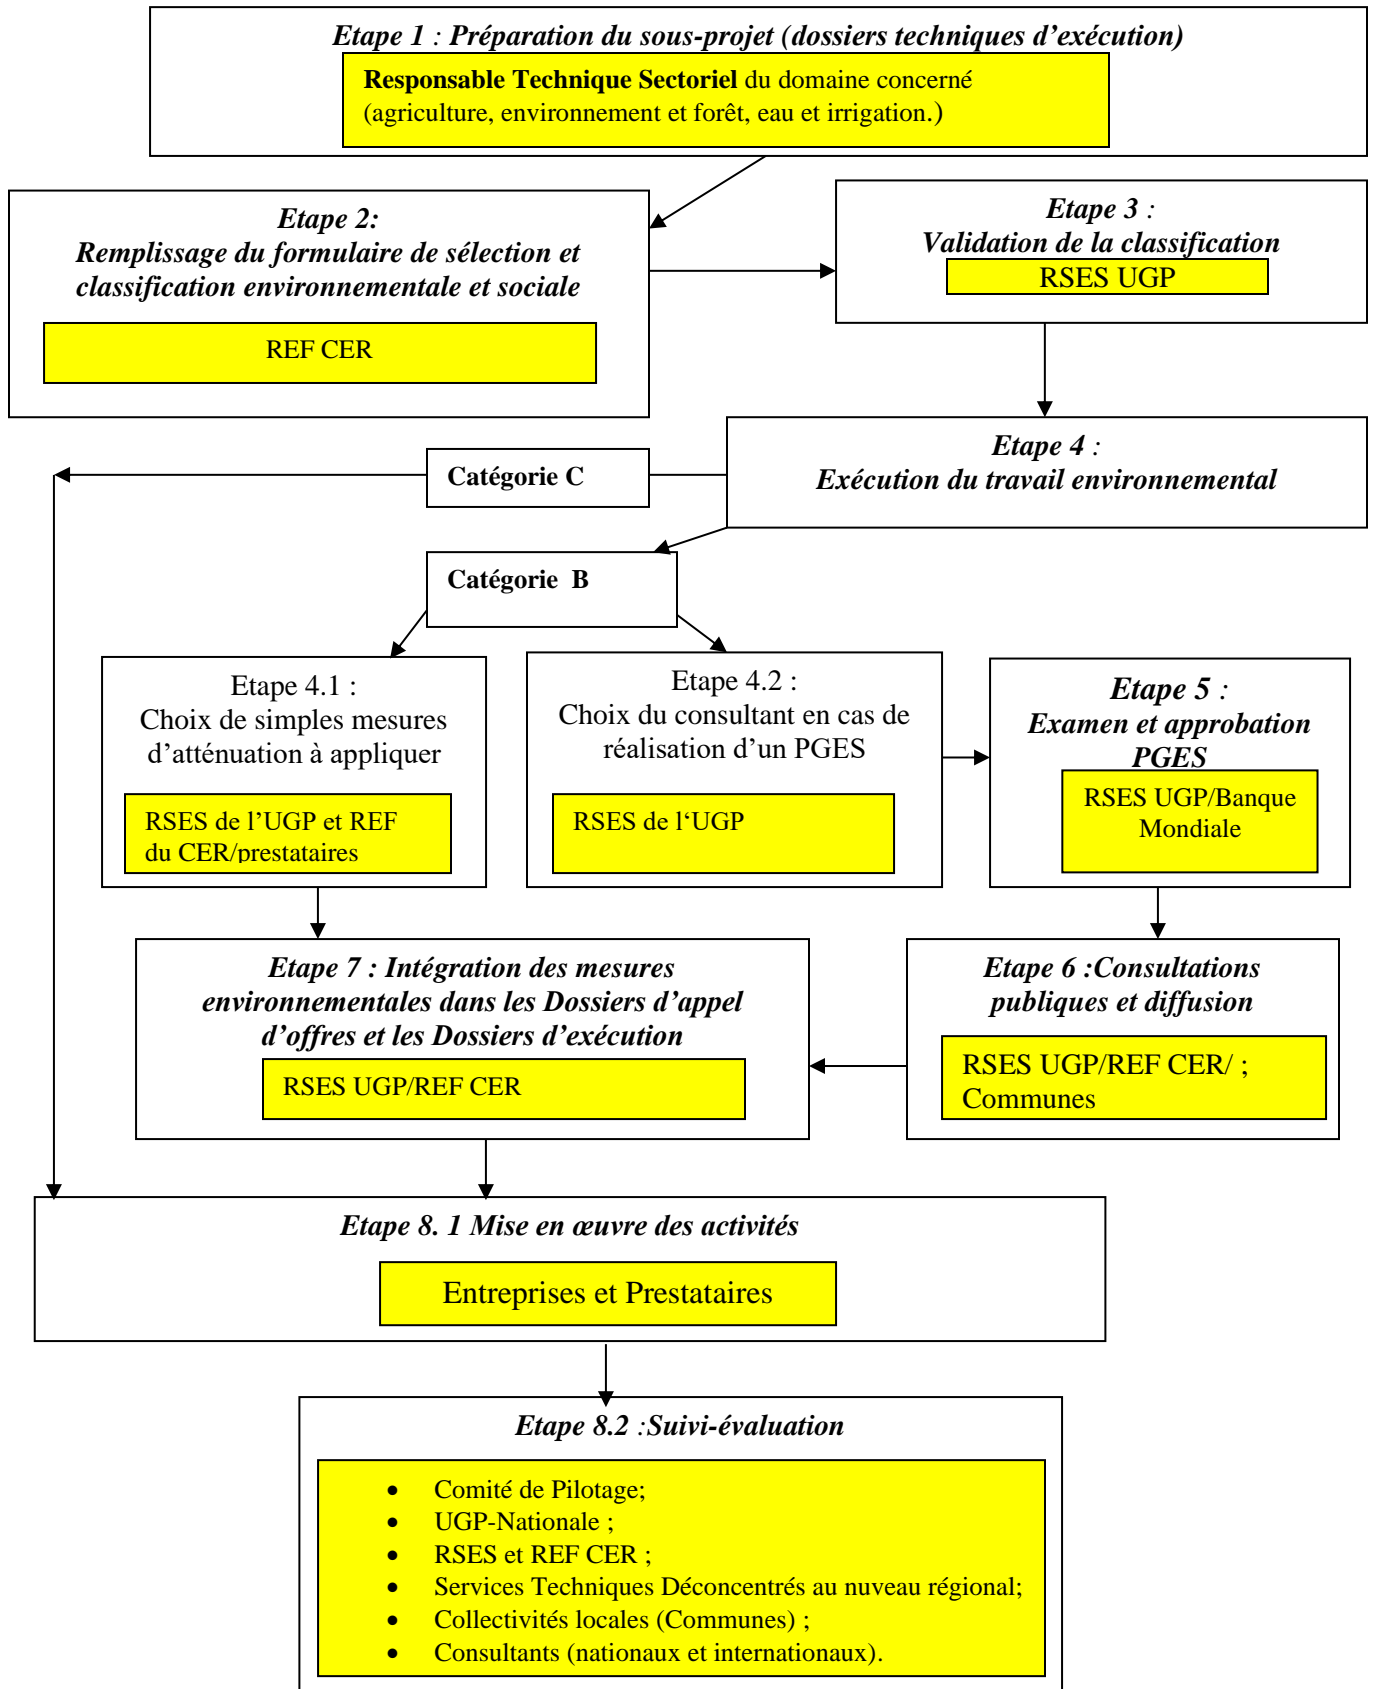 Etape 1 : Préparation du sous-projet (dossiers techniques d’exécution)
Responsable Technique Sectoriel du domaine concerné
(agriculture, environnement et forêt, eau et irrigation.)
Etape 2:
Remplissage du formulaire de sélection et
classification environnementale et sociale
REF CER
Etape 3 :
Validation de la classification
RSES UGP
Etape 4 :
Exécution du travail environnemental
Catégorie C
Catégorie B
Etape 4.1 :
Choix de simples mesures
d’atténuation à appliquer
RSES de l’UGP et REF
du CER/prestataires
Etape 4.2 :
Choix du consultant en cas de
réalisation d’un PGES
RSES de l‘UGP
Etape 5 :
Examen et approbation
PGES
RSES UGP/Banque
Mondiale
Etape 7 : Intégration des mesures
environnementales dans les Dossiers d’appel
d’offres et les Dossiers d’exécution
RSES UGP/REF CER
Etape 6 :Consultations
publiques et diffusion
RSES UGP/REF CER/ ;
Communes
Etape 8. 1 Mise en œuvre des activités
Entreprises et Prestataires
Etape 8.2 :Suivi-évaluation
• Comité de Pilotage;
• UGP-Nationale ;
• RSES et REF CER ;
• Services Techniques Déconcentrés au nuveau régional;
• Collectivités locales (Communes) ;
• Consultants (nationaux et internationaux).